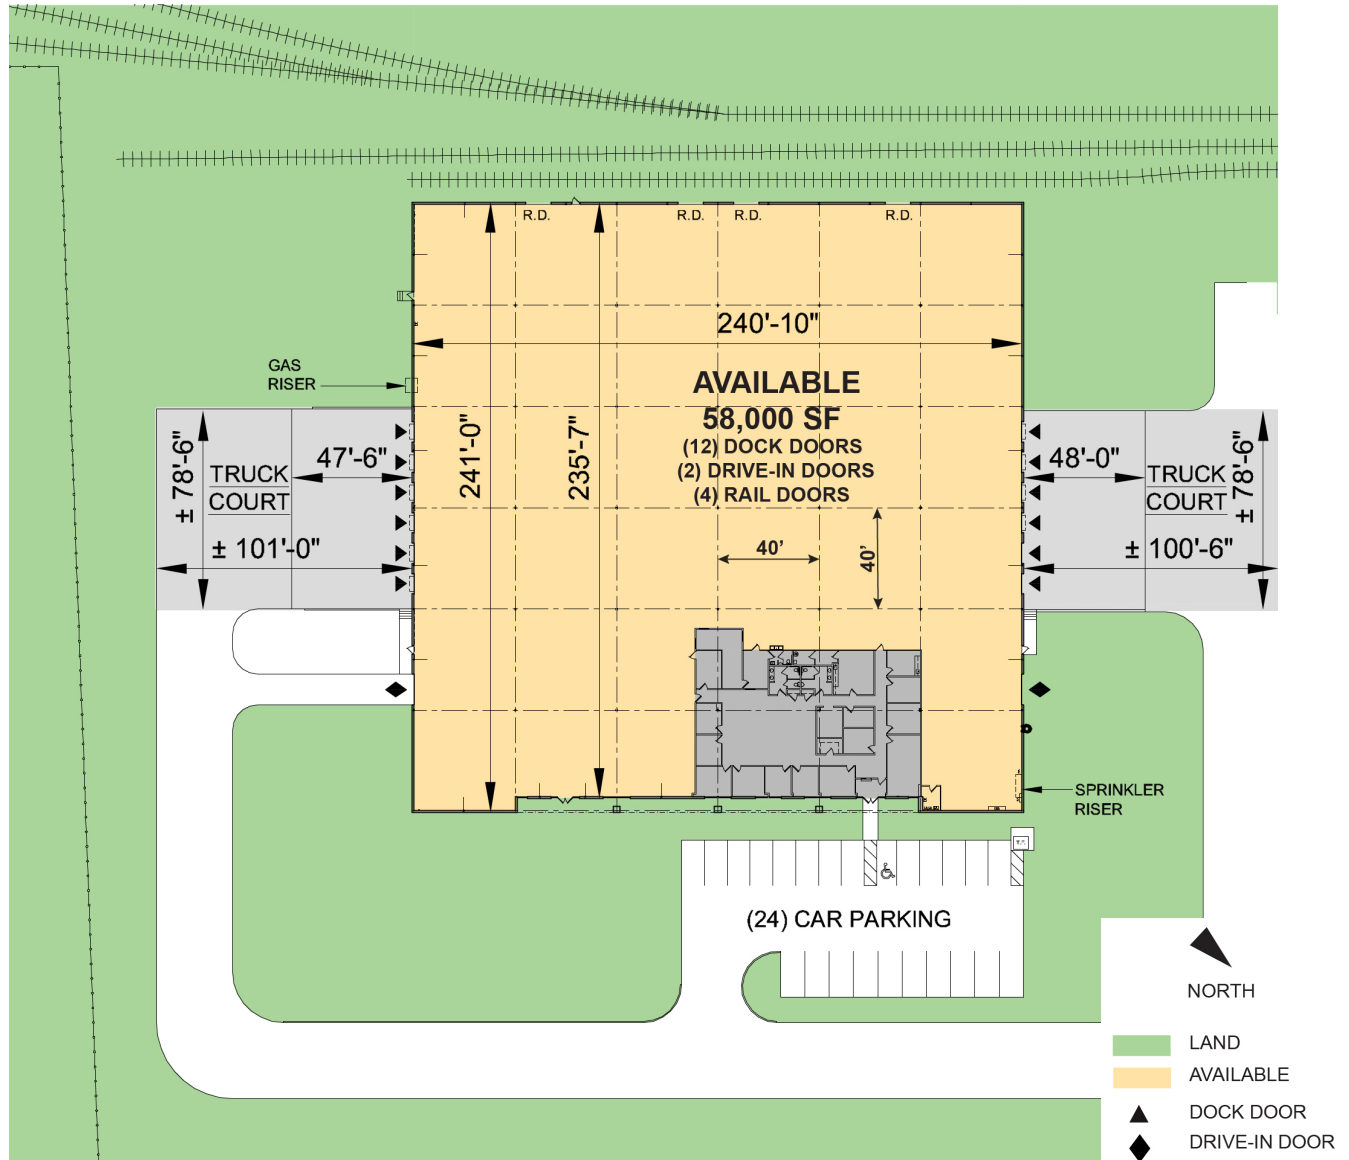 R.D.
R.D.
R.D.
R.D.
240'-10"
GAS
RISER
AVAILABLE
58,000 SF
(12) DOCK DOORS
(2) DRIVE-IN DOORS
(4) RAIL DOORS
241'-0"
235'-7"
± 78'-6"
47'-6"
TRUCK
COURT
± 101'-0"
48'-0"
TRUCK
COURT
± 78'-6"
± 100'-6"
40'
40'
SPRINKLER
RISER
(24) CAR PARKING
NORTH
LAND
AVAILABLE
DOCK DOOR
DRIVE-IN DOOR